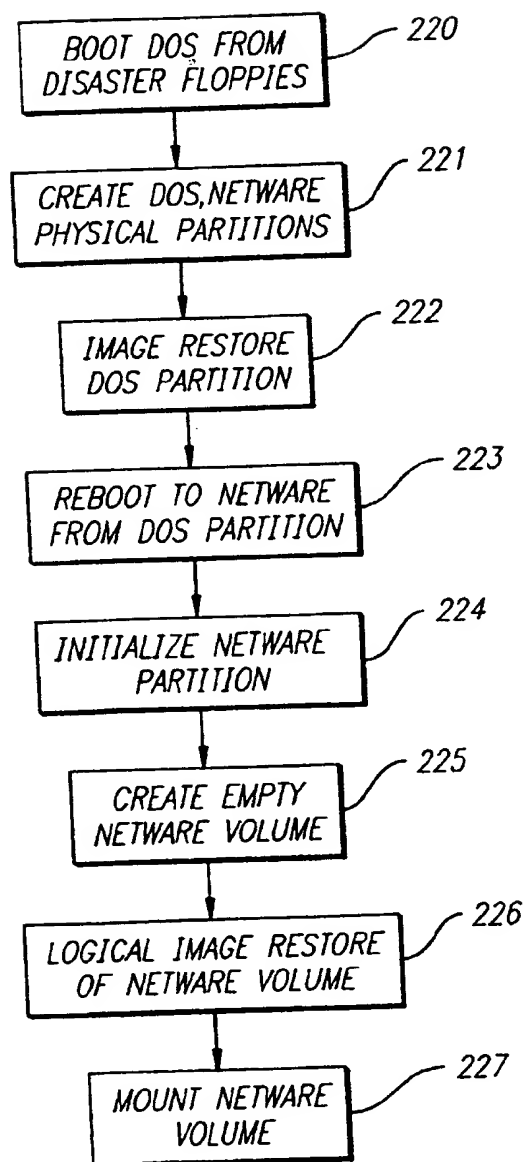 BOOT DOS FROM
DISASTER FLOPPIES
220
CREATE DOS,NETWARE
PHYSICAL PARTITIONS
221
IMAGE RESTORE
DOS PARTITION
222
REBOOT TO NETWARE
FROM DOS PARTITION
223
INITIALIZE NETWARE
PARTITION
224
CREATE EMPTY
NETWARE VOLUME
225
LOGICAL IMAGE RESTORE
OF NETWARE VOLUME
226
MOUNT NETWARE
VOLUME
227